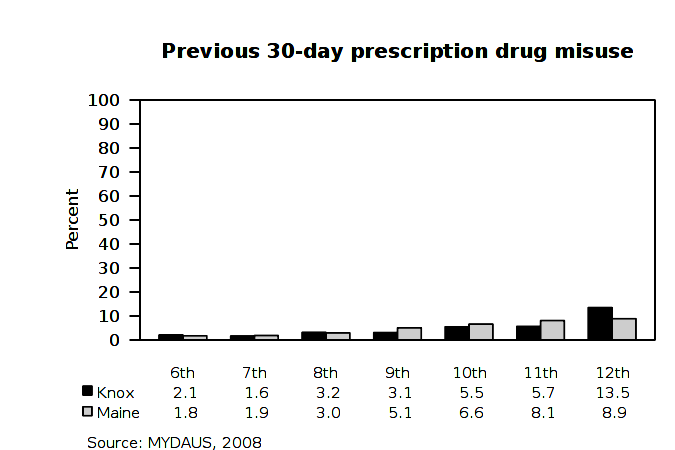 Previous 30-day prescription drug misuse
100
90
80
70
60
50
40
30
20
10
0
Percent
6th 7th 8th 9th 10th 11th 12th
Knox 2.1 1.6 3.2 3.1 5.5 5.7 13.5
Maine 1.8 1.9 3.0 5.1 6.6 8.1 8.9
Source: MYDAUS, 2008